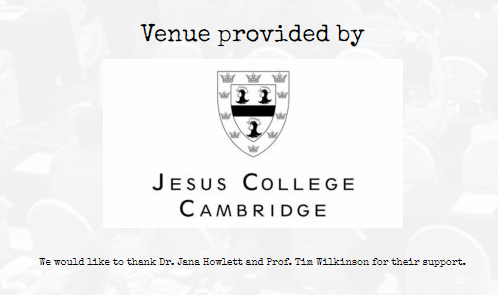 Venue provided by
JESUS COLLEGE
CAMBRIDGE
We would like to thank Dr. Jana Howlett and Prof. Tim Wilkinson for their support.